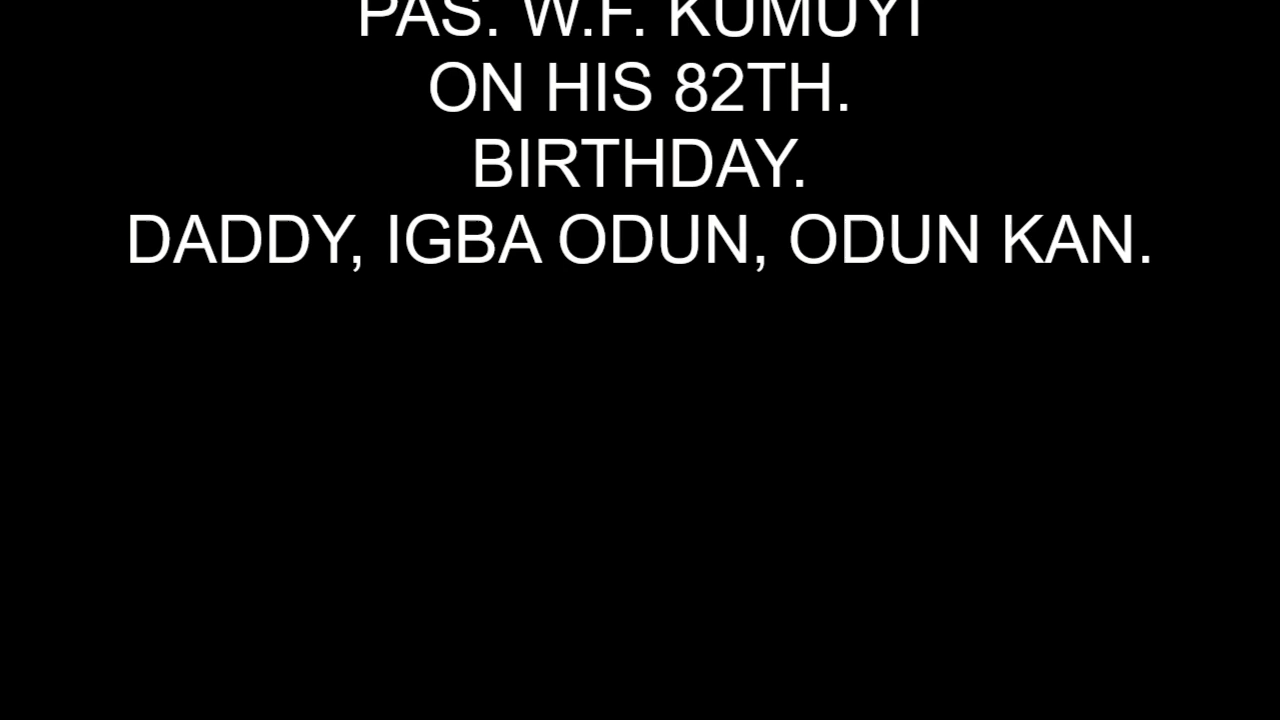 PAS. W.F. KUMUYI
ON HIS 82TH.
BIRTHDAY.
DADDY, IGBA ODUN, ODUN KAN.